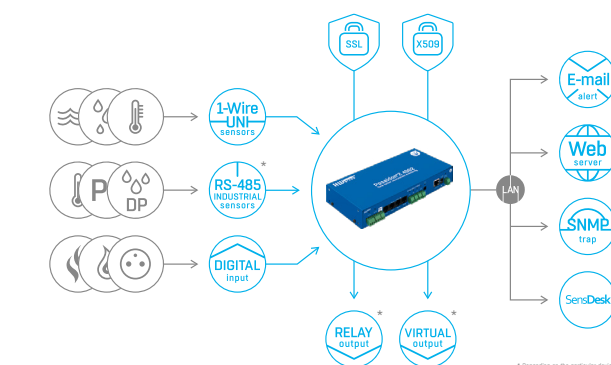 SSL
X509
1-Wire
UNI
sensors
E-mail
alert
Web
server
P
DP
RS-485
INDUSTRIAL
sensors
*
HWg
LAN
DIGITAL
input
SNMP
trap
SensDesk
RELAY
output
*
VIRTUAL
output
*